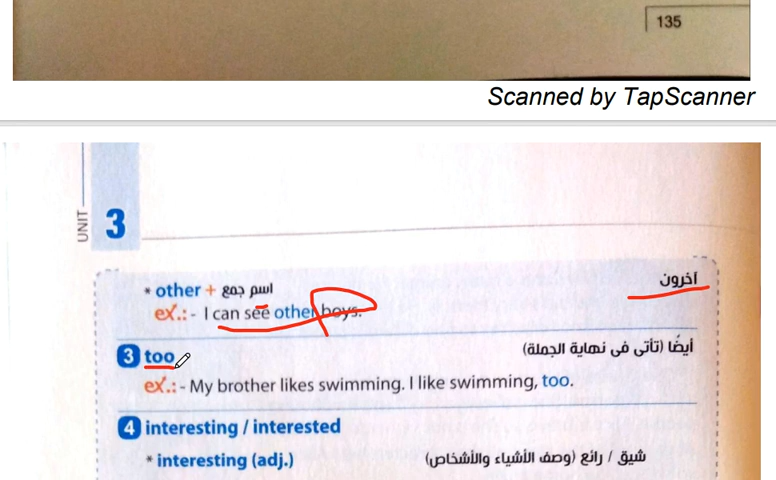 135
Scanned by TapScanner
UNIT 3
* other + اسم جمع آخرون
ex.: - I can see other boys.
3 too أيضًا (تأتى فى نهاية الجملة)
ex.: - My brother likes swimming. I like swimming, too.
4 interesting / interested
* interesting (adj.) شيق / رائع (وصف الأشياء والأشخاص)